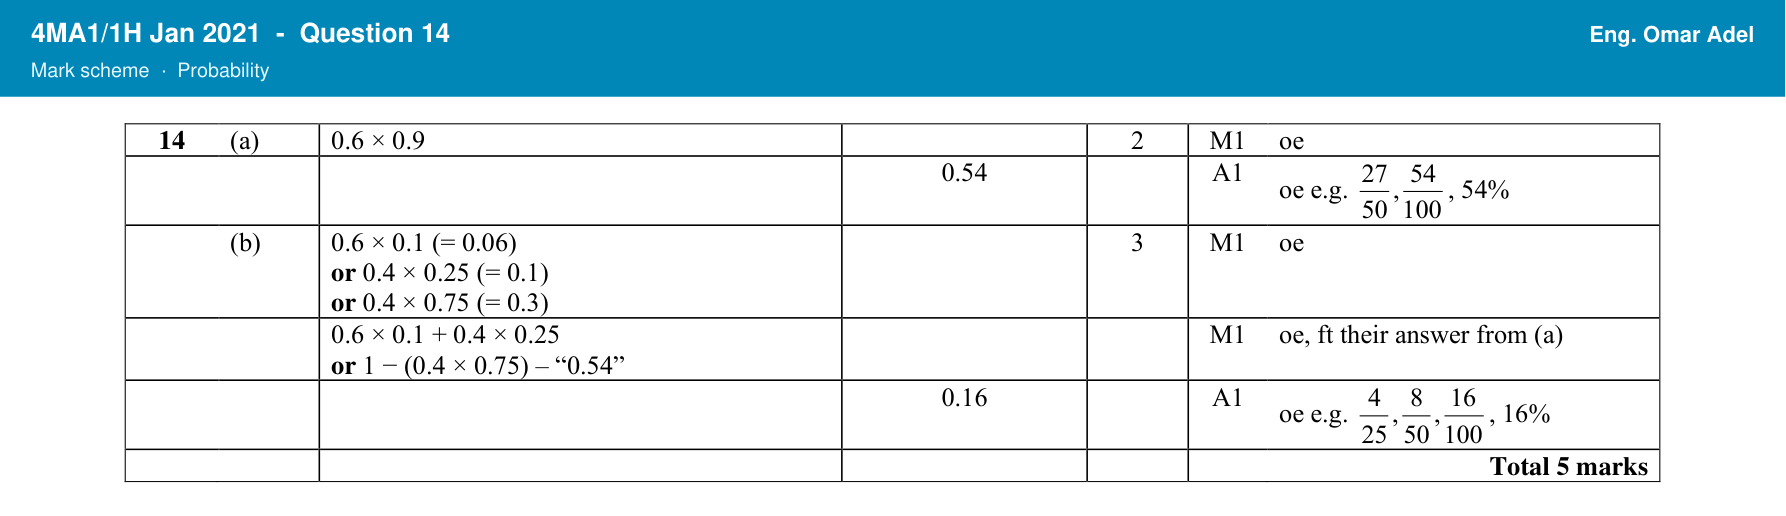 4MA1/1H Jan 2021 - Question 14
Eng. Omar Adel
Mark scheme · Probability
14 (a) 0.6 × 0.9 2 M1 oe
0.54 A1 oe e.g. 27/50, 54/100, 54%
(b) 0.6 × 0.1 (= 0.06) 3 M1 oe
or 0.4 × 0.25 (= 0.1)
or 0.4 × 0.75 (= 0.3)
0.6 × 0.1 + 0.4 × 0.25 M1 oe, ft their answer from (a)
or 1 − (0.4 × 0.75) – “0.54”
0.16 A1 oe e.g. 4/25, 8/50, 16/100, 16%
Total 5 marks